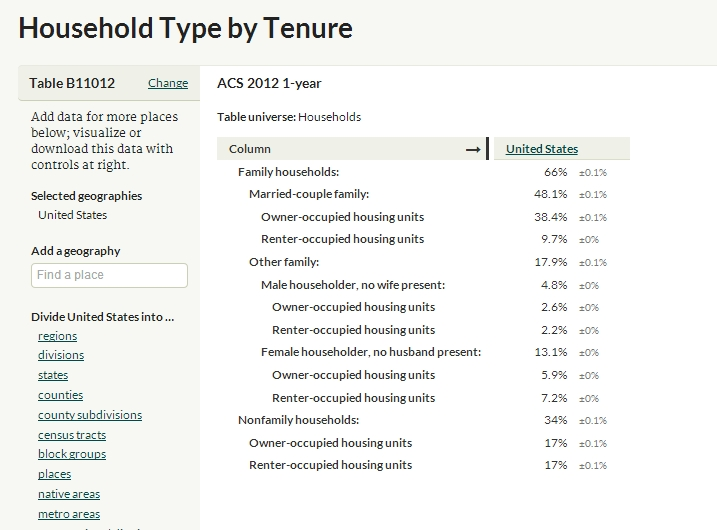 Household Type by Tenure
Table B11012 Change
Add data for more places
below; visualize or
download this data with
controls at right.
Selected geographies
United States
Add a geography
Find a place
Divide United States into ...
regions
divisions
states
counties
county subdivisions
census tracts
block groups
places
native areas
metro areas
ACS 2012 1-year
Table universe: Households
Column → United States
Family households: 66% ±0.1%
Married-couple family: 48.1% ±0.1%
Owner-occupied housing units 38.4% ±0.1%
Renter-occupied housing units 9.7% ±0%
Other family: 17.9% ±0.1%
Male householder, no wife present: 4.8% ±0%
Owner-occupied housing units 2.6% ±0%
Renter-occupied housing units 2.2% ±0%
Female householder, no husband present: 13.1% ±0%
Owner-occupied housing units 5.9% ±0%
Renter-occupied housing units 7.2% ±0%
Nonfamily households: 34% ±0.1%
Owner-occupied housing units 17% ±0.1%
Renter-occupied housing units 17% ±0.1%